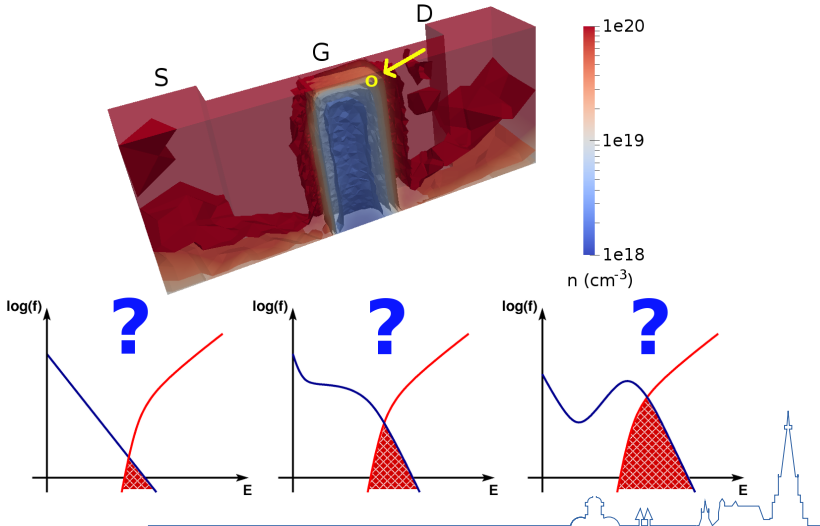 D
G
S
o
1e20
1e19
1e18
n (cm-3)
? ? ?
log(f) log(f) log(f)
E E E